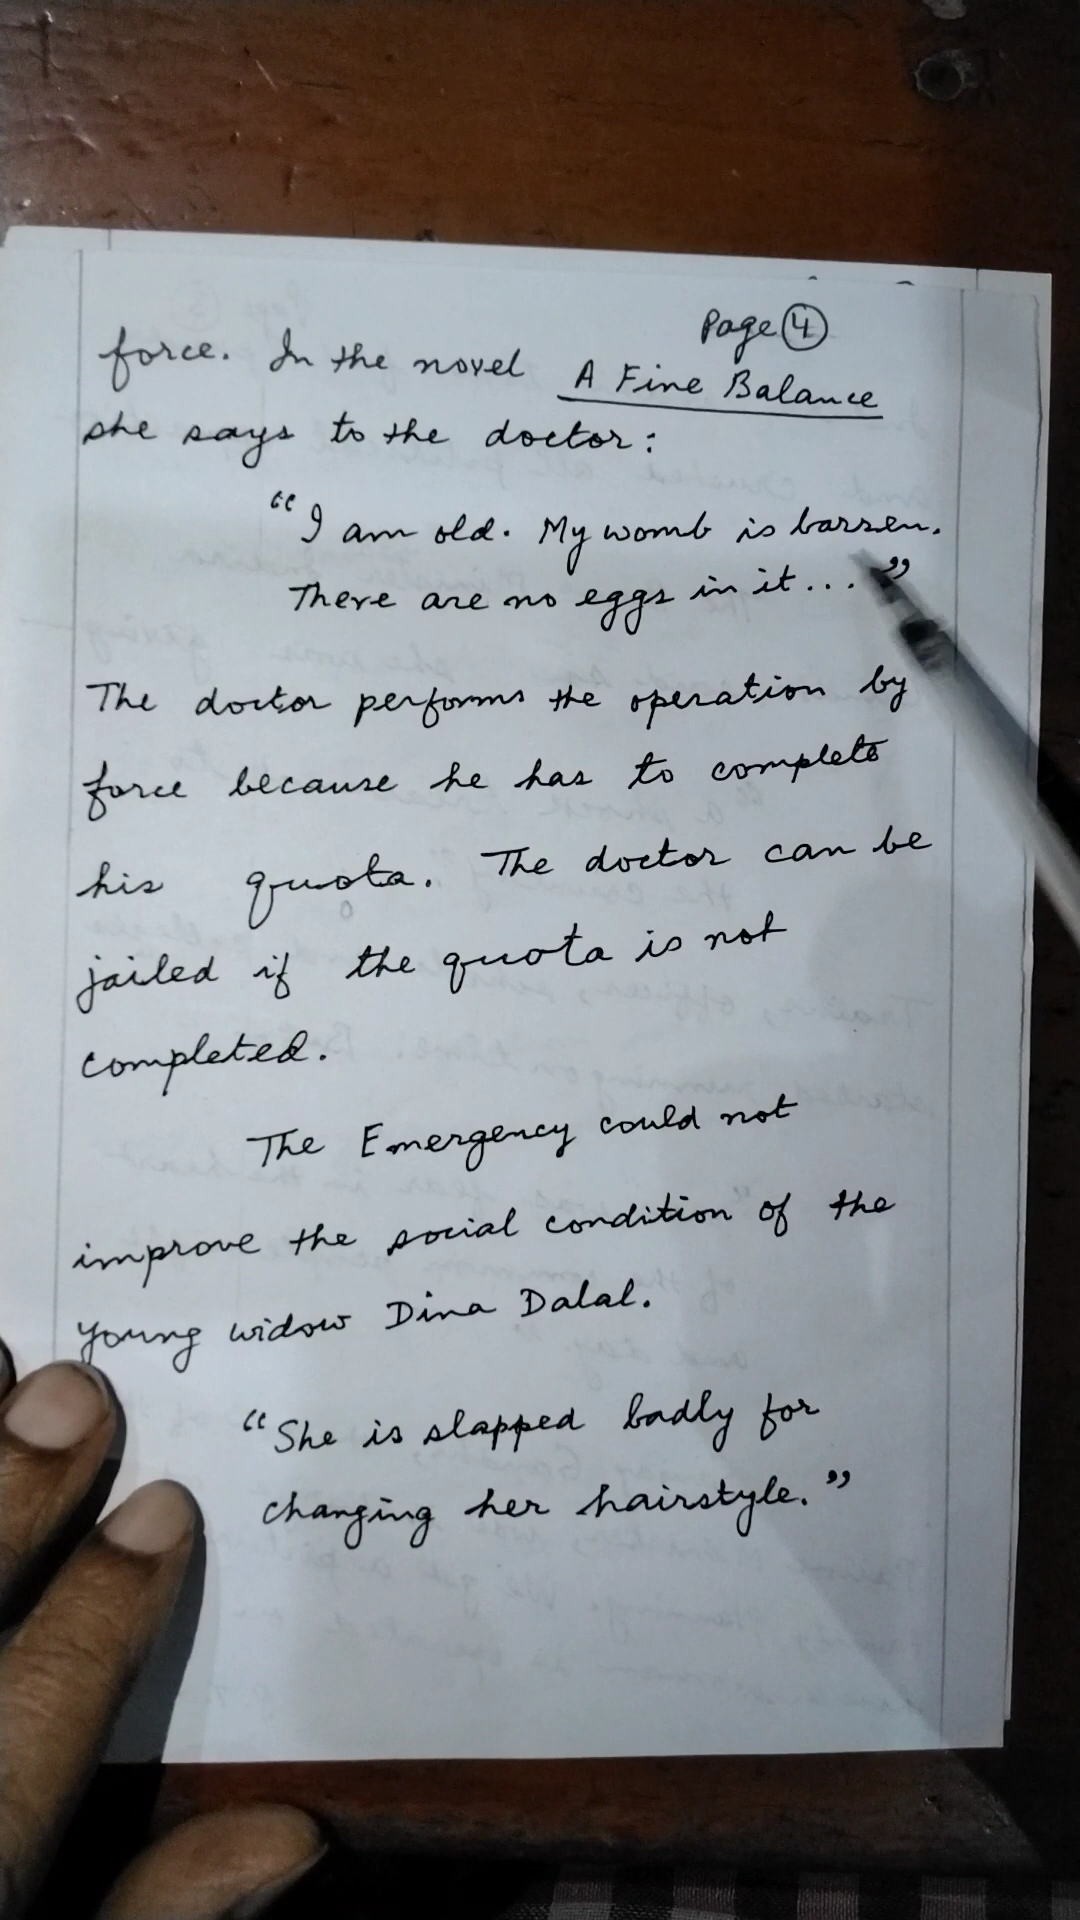 Page 4
force. In the novel A Fine Balance
she says to the doctor:
"I am old. My womb is barren.
There are no eggs in it..."
The doctor performs the operation by
force because he has to complete
his quota. The doctor can be
jailed if the quota is not
completed.
The Emergency could not
improve the social condition of the
young widow Dina Dalal.
"She is slapped badly for
changing her hairstyle."